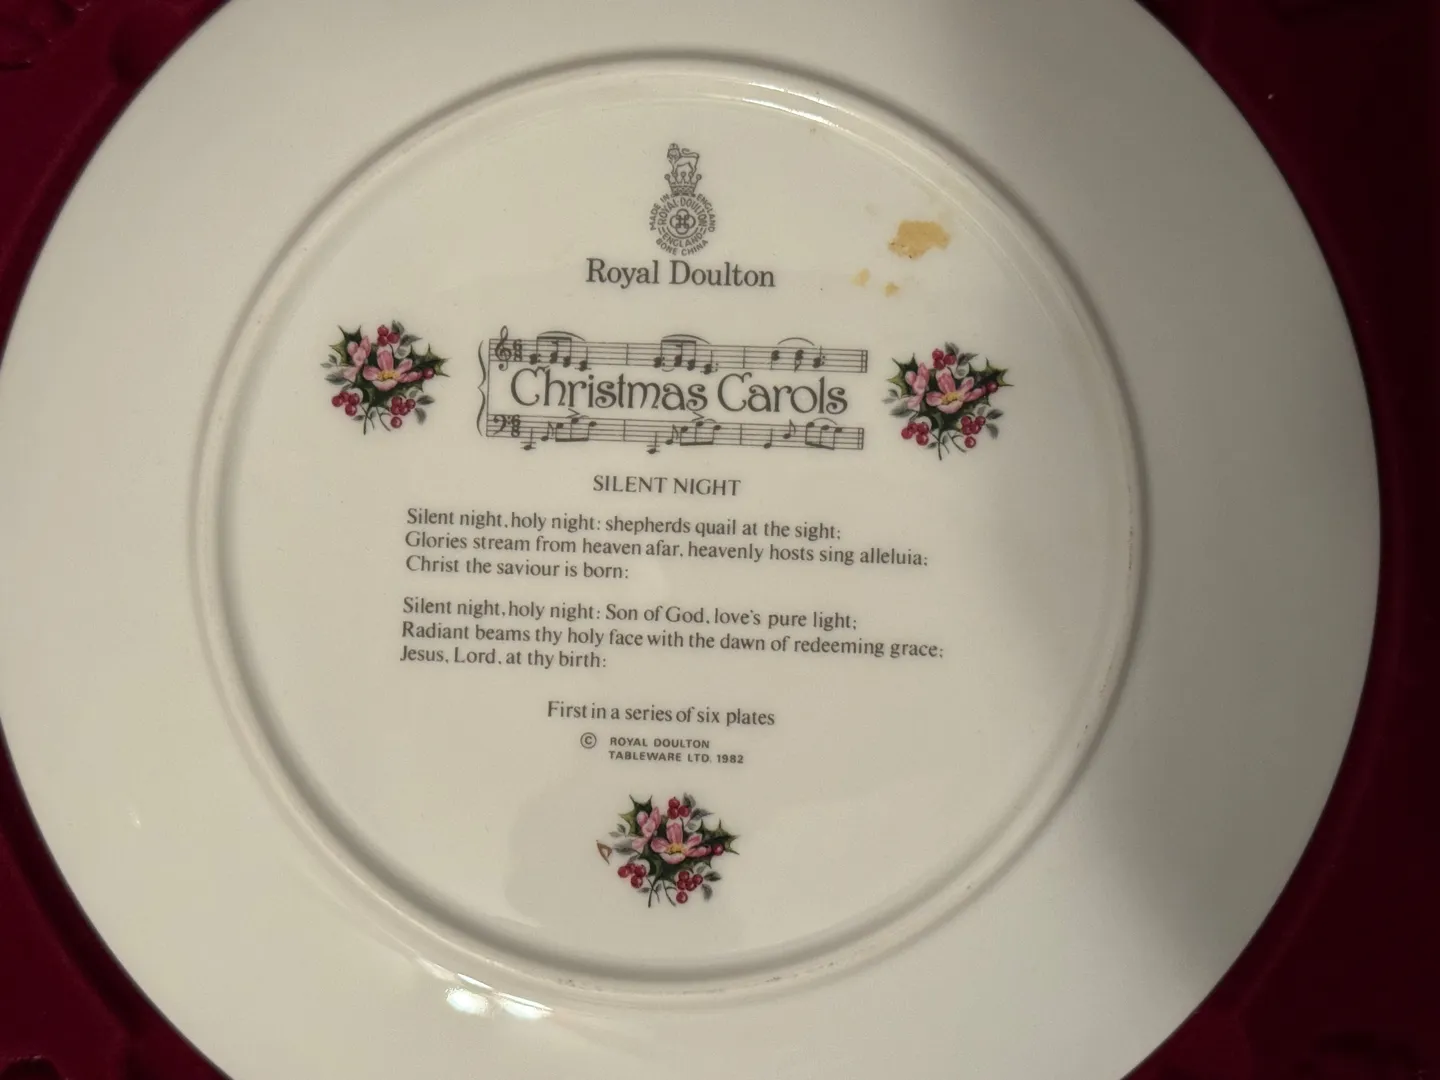 MADE IN ENGLAND
ROYAL DOULTON
ENGLAND
BONE CHINA
Royal Doulton
Christmas Carols
SILENT NIGHT
Silent night, holy night: shepherds quail at the sight;
Glories stream from heaven afar, heavenly hosts sing alleluia;
Christ the saviour is born:
Silent night, holy night: Son of God, love's pure light;
Radiant beams thy holy face with the dawn of redeeming grace;
Jesus, Lord, at thy birth:
First in a series of six plates
© ROYAL DOULTON
TABLEWARE LTD. 1982